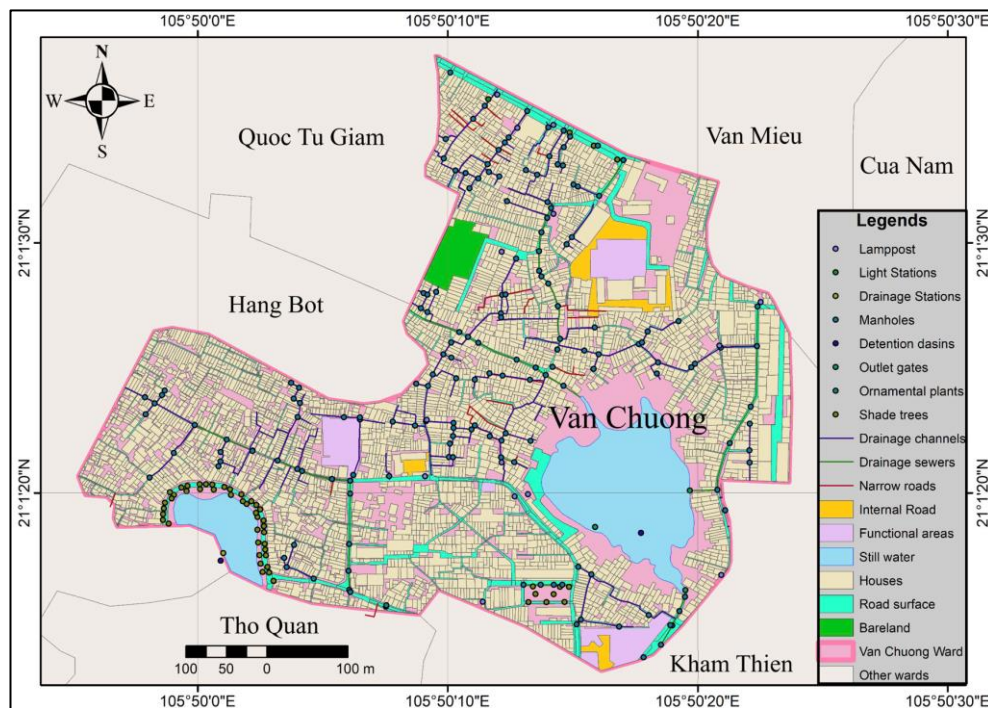 105°50'0"E 105°50'10"E 105°50'20"E 105°50'30"E
N
W E
S
Quoc Tu Giam
Van Mieu
Cua Nam
21°1'30"N
21°1'30"N
Hang Bot
Van Chuong
21°1'20"N
21°1'20"N
Tho Quan
Kham Thien
100 50 0 100 m
Legends
Lamppost
Light Stations
Drainage Stations
Manholes
Detention dasins
Outlet gates
Ornamental plants
Shade trees
Drainage channels
Drainage sewers
Narrow roads
Internal Road
Functional areas
Still water
Houses
Road surface
Bareland
Van Chuong Ward
Other wards
105°50'0"E 105°50'10"E 105°50'20"E 105°50'30"E